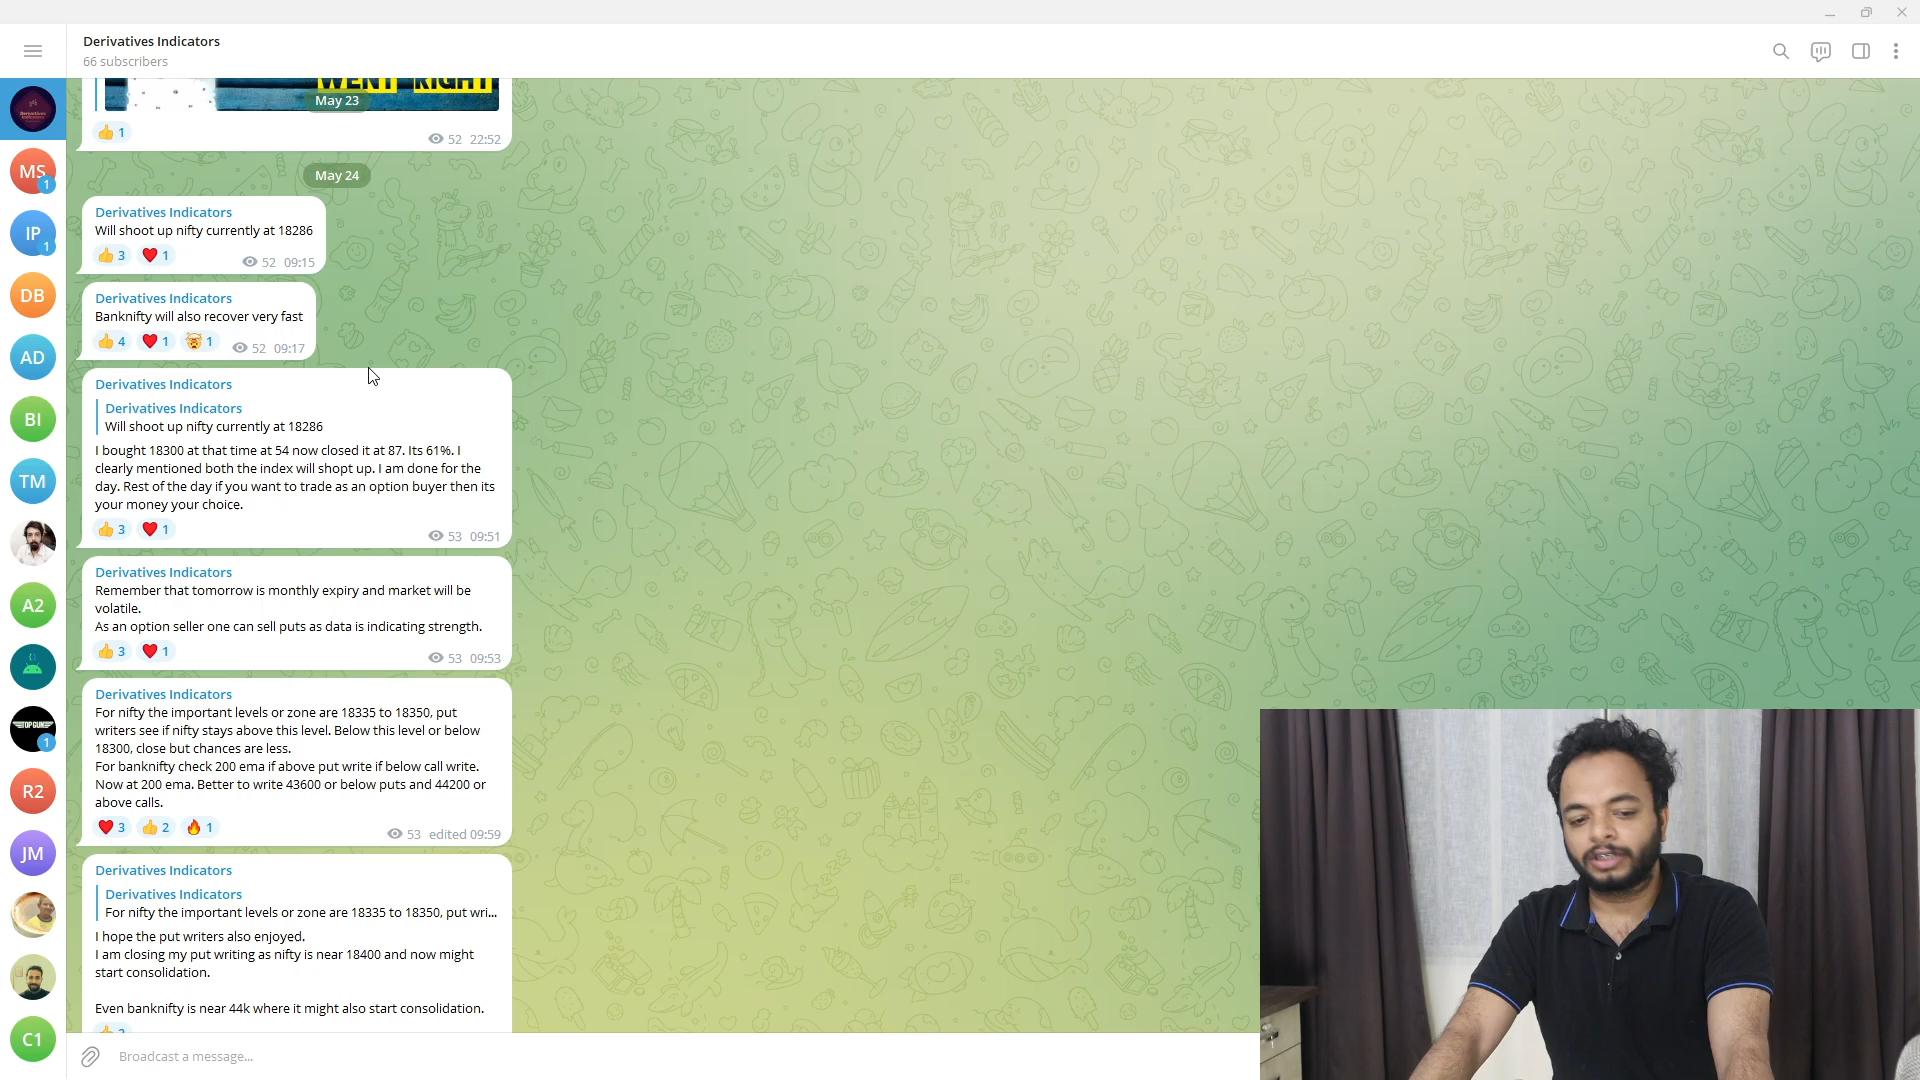 Derivatives Indicators
66 subscribers
WENT RIGHT
May 23
👍 1
52 22:52
May 24
Derivatives Indicators
Will shoot up nifty currently at 18286
👍 3 ❤️ 1
52 09:15
Derivatives Indicators
Banknifty will also recover very fast
👍 4 ❤️ 1 🤯 1
52 09:17
Derivatives Indicators
Derivatives Indicators
Will shoot up nifty currently at 18286
I bought 18300 at that time at 54 now closed it at 87. Its 61%. I
clearly mentioned both the index will shopt up. I am done for the
day. Rest of the day if you want to trade as an option buyer then its
your money your choice.
👍 3 ❤️ 1
53 09:51
Derivatives Indicators
Remember that tomorrow is monthly expiry and market will be
volatile.
As an option seller one can sell puts as data is indicating strength.
👍 3 ❤️ 1
53 09:53
Derivatives Indicators
For nifty the important levels or zone are 18335 to 18350, put
writers see if nifty stays above this level. Below this level or below
18300, close but chances are less.
For banknifty check 200 ema if above put write if below call write.
Now at 200 ema. Better to write 43600 or below puts and 44200 or
above calls.
❤️ 3 👍 2 🔥 1
53 edited 09:59
Derivatives Indicators
Derivatives Indicators
For nifty the important levels or zone are 18335 to 18350, put wri...
I hope the put writers also enjoyed.
I am closing my put writing as nifty is near 18400 and now might
start consolidation.
Even banknifty is near 44k where it might also start consolidation.
Broadcast a message...
MS
1
IP
1
DB
AD
BI
TM
A2
TOP GUN
1
R2
JM
C1